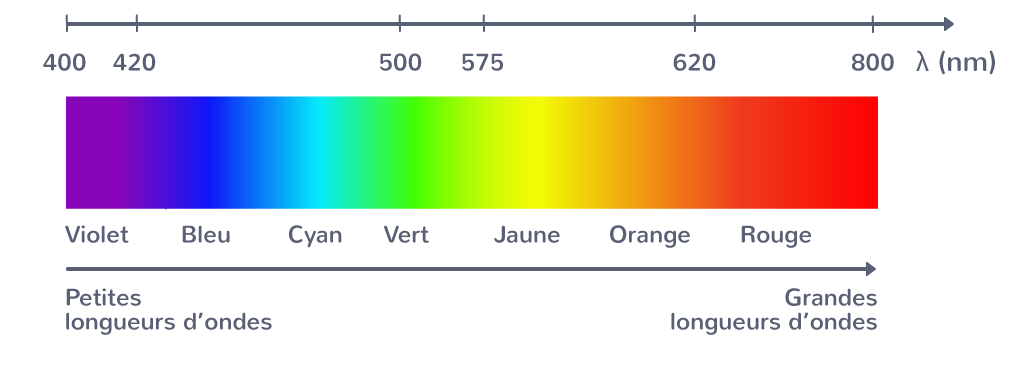 400 420 500 575 620 800 λ (nm)
Violet Bleu Cyan Vert Jaune Orange Rouge
Petites Grandes
longueurs d’ondes longueurs d’ondes